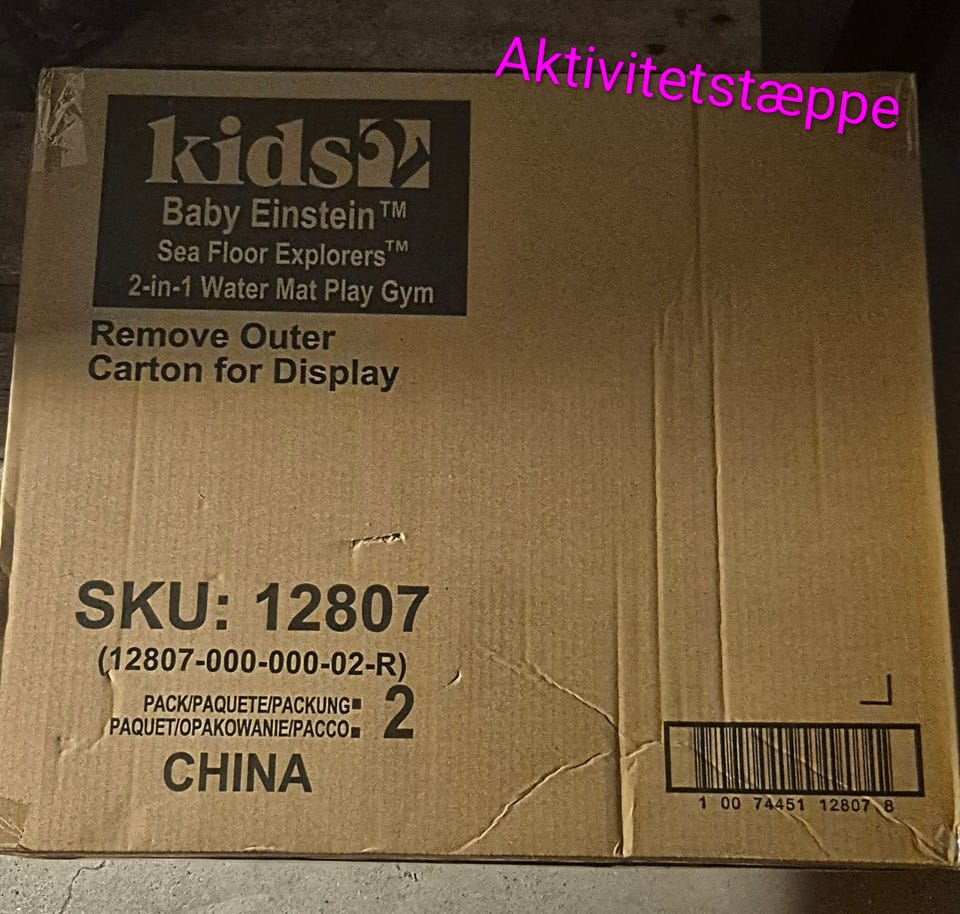 Aktivitetstæppe
kids2
Baby Einstein™
Sea Floor Explorers™
2-in-1 Water Mat Play Gym
Remove Outer
Carton for Display
SKU: 12807
(12807-000-000-02-R)
PACK/PAQUETE/PACKUNG:
PAQUET/OPAKOWANIE/PACCO: 2
CHINA
1 00 74451 12807 8